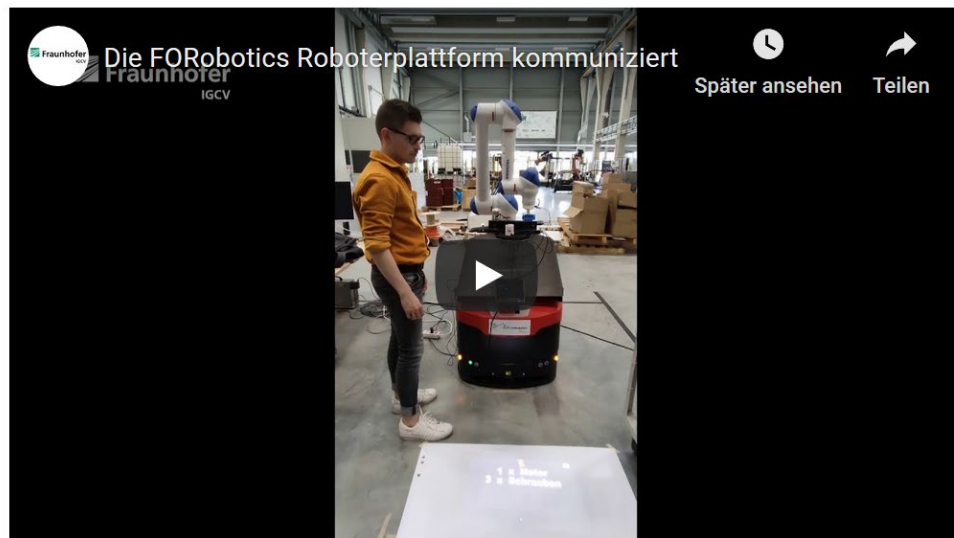 Fraunhofer
IGCV
Die FORobotics Roboterplattform kommuniziert
Später ansehen
Teilen
Fraunhofer
IGCV
1 x Motor
3 x Schrauben